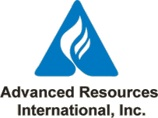 Advanced Resources
International, Inc.